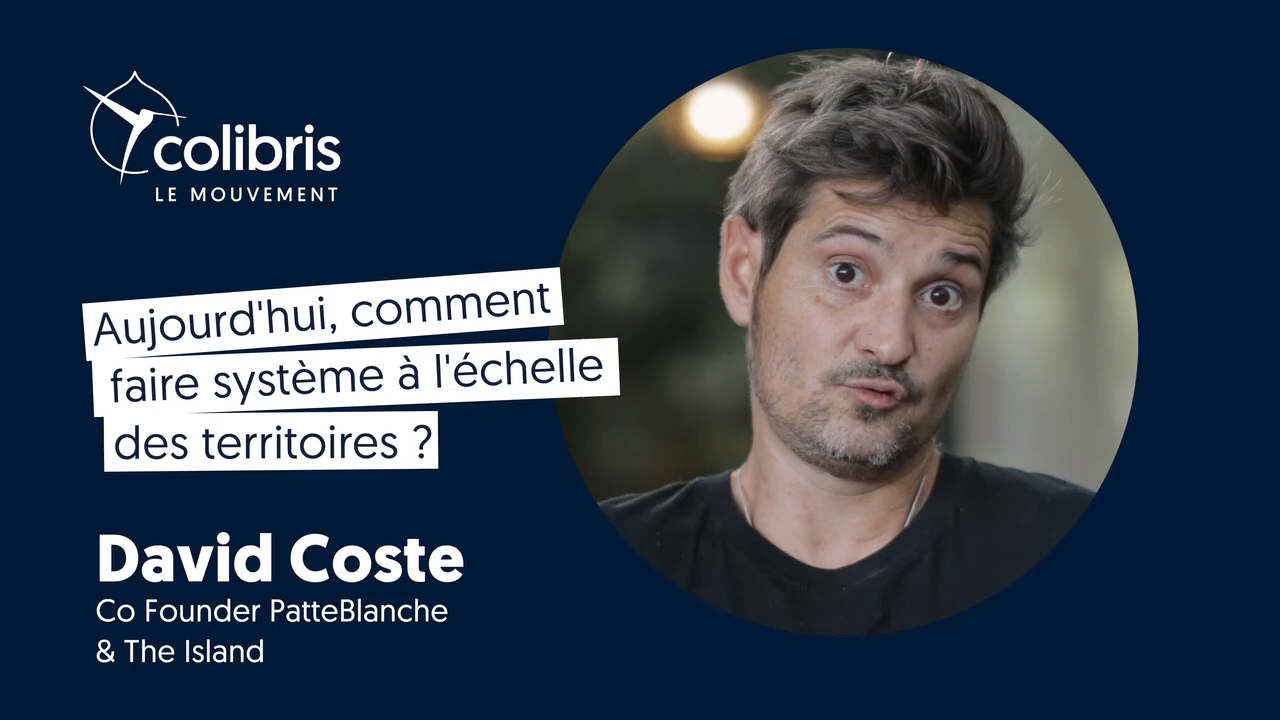 colibris
LE MOUVEMENT
Aujourd'hui, comment
faire système à l'échelle
des territoires ?
David Coste
Co Founder PatteBlanche
& The Island